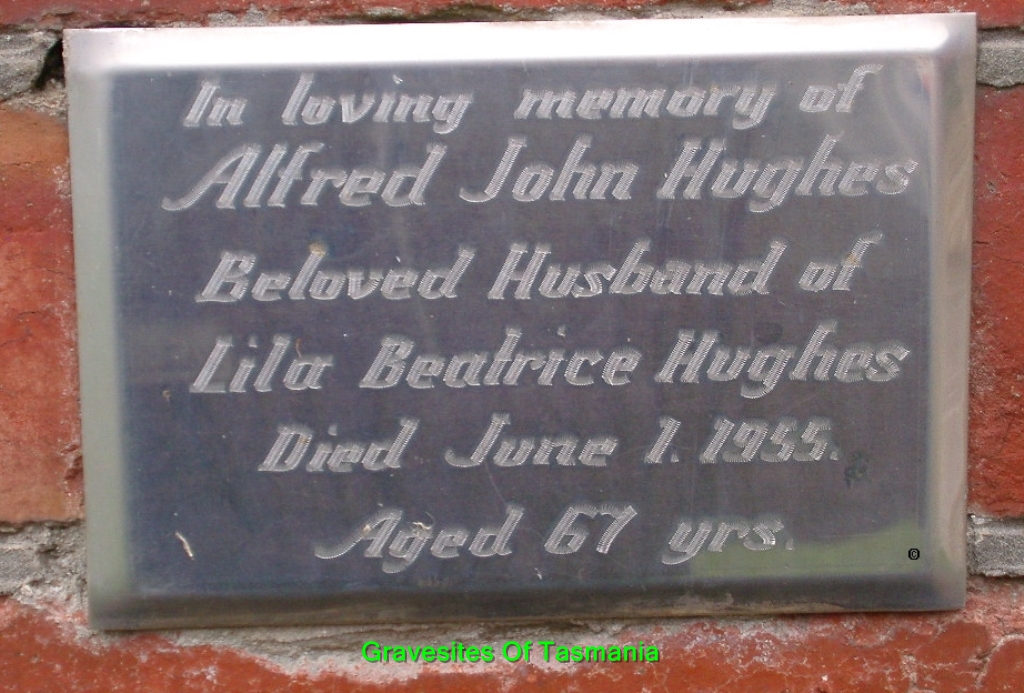 In loving memory of
Alfred John Hughes
Beloved Husband of
Lila Beatrice Hughes
Died June 1. 1955.
Aged 67 yrs.
©
Gravesites Of Tasmania